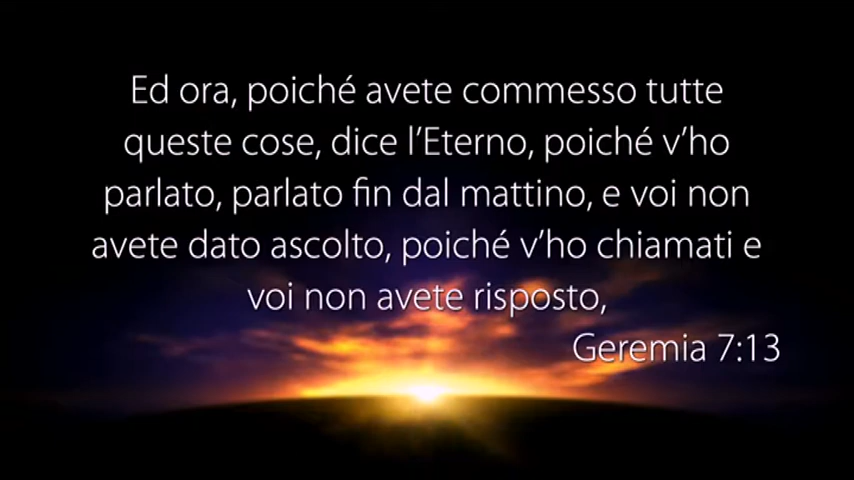 Ed ora, poiché avete commesso tutte
queste cose, dice l’Eterno, poiché v’ho
parlato, parlato fin dal mattino, e voi non
avete dato ascolto, poiché v’ho chiamati e
voi non avete risposto,
Geremia 7:13